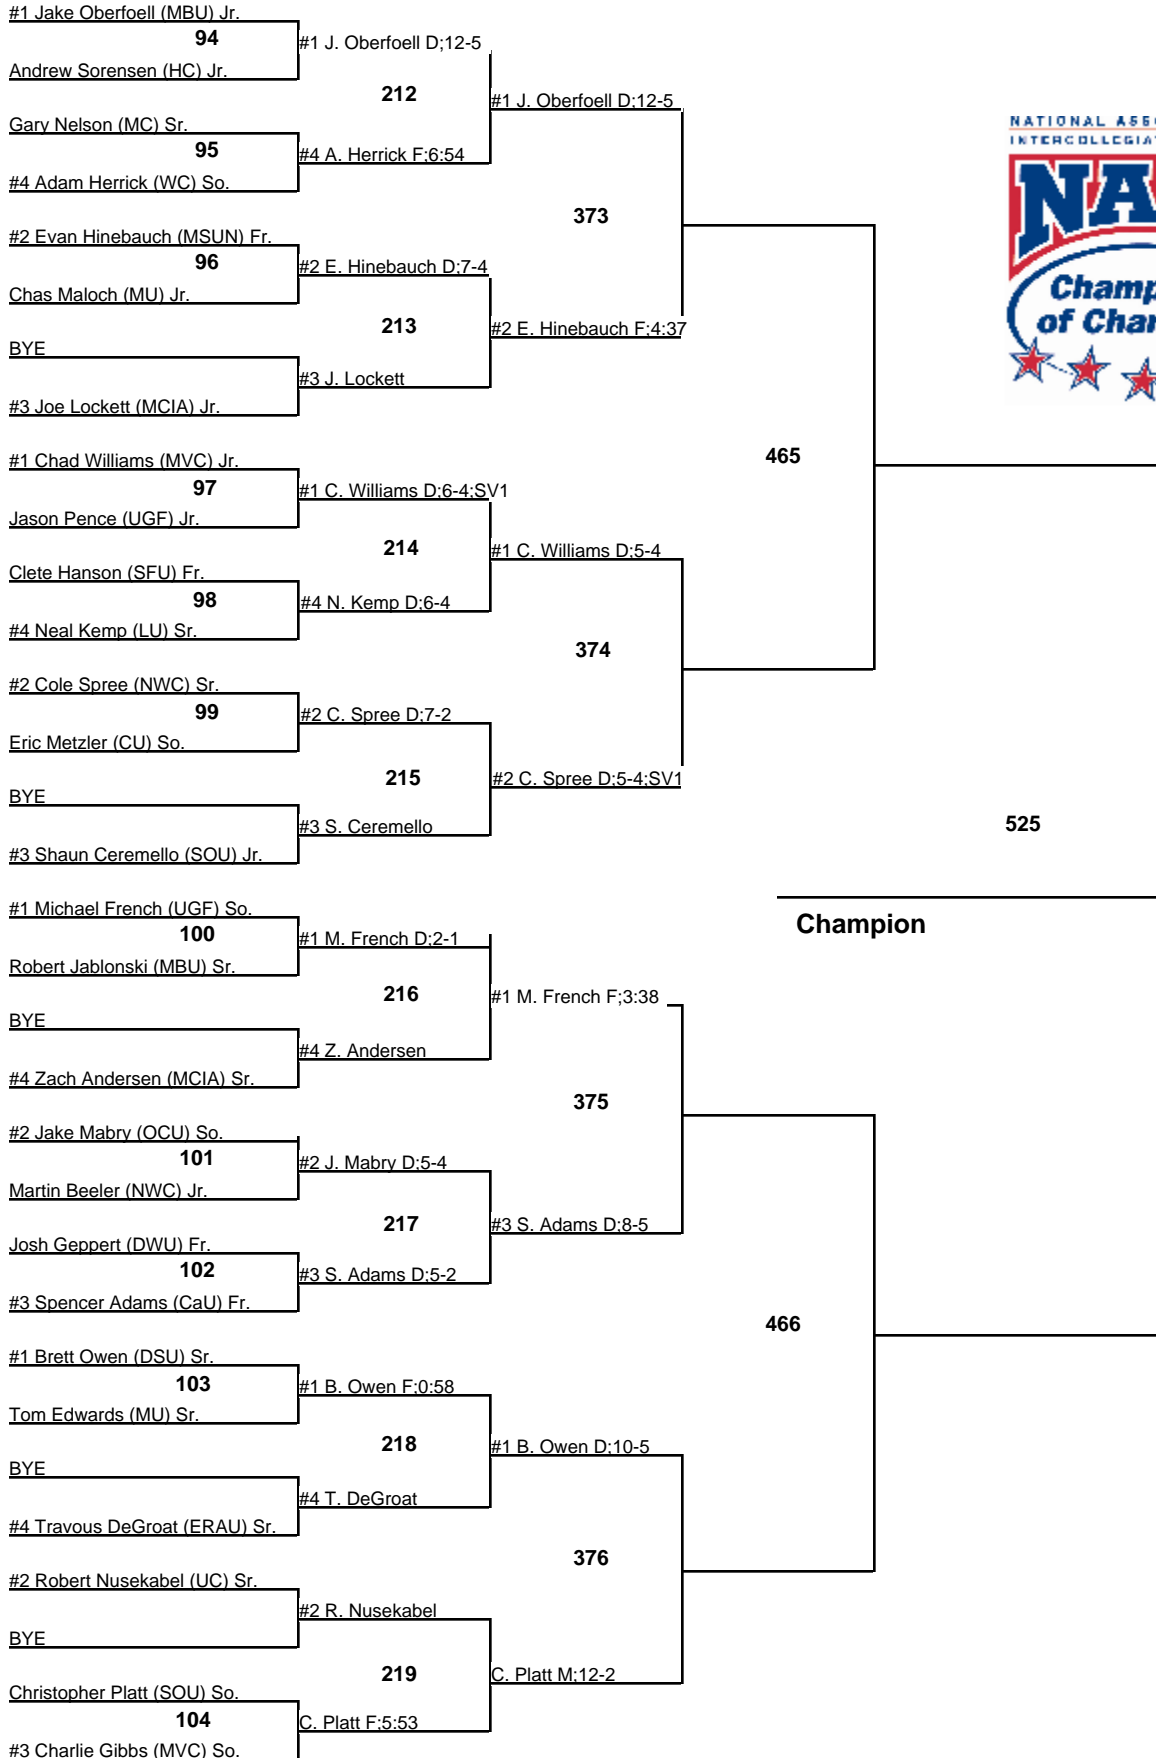 #1 Jake Oberfoell (MBU) Jr.
94
#1 J. Oberfoell D;12-5
Andrew Sorensen (HC) Jr.
212
#1 J. Oberfoell D;12-5
Gary Nelson (MC) Sr.
95
#4 A. Herrick F;6:54
#4 Adam Herrick (WC) So.
373
#2 Evan Hinebauch (MSUN) Fr.
96
#2 E. Hinebauch D;7-4
Chas Maloch (MU) Jr.
213
#2 E. Hinebauch F;4:37
BYE
#3 J. Lockett
#3 Joe Lockett (MCIA) Jr.
465
#1 Chad Williams (MVC) Jr.
97
#1 C. Williams D;6-4;SV1
Jason Pence (UGF) Jr.
214
#1 C. Williams D;5-4
Clete Hanson (SFU) Fr.
98
#4 N. Kemp D;6-4
#4 Neal Kemp (LU) Sr.
374
#2 Cole Spree (NWC) Sr.
99
#2 C. Spree D;7-2
Eric Metzler (CU) So.
215
#2 C. Spree D;5-4;SV1
BYE
#3 S. Ceremello
#3 Shaun Ceremello (SOU) Jr.
525
Champion
#1 Michael French (UGF) So.
100
#1 M. French D;2-1
Robert Jablonski (MBU) Sr.
216
#1 M. French F;3:38
BYE
#4 Z. Andersen
#4 Zach Andersen (MCIA) Sr.
375
#2 Jake Mabry (OCU) So.
101
#2 J. Mabry D;5-4
Martin Beeler (NWC) Jr.
217
#3 S. Adams D;8-5
Josh Geppert (DWU) Fr.
102
#3 S. Adams D;5-2
#3 Spencer Adams (CaU) Fr.
466
#1 Brett Owen (DSU) Sr.
103
#1 B. Owen F;0:58
Tom Edwards (MU) Sr.
218
#1 B. Owen D;10-5
BYE
#4 T. DeGroat
#4 Travous DeGroat (ERAU) Sr.
376
#2 Robert Nusekabel (UC) Sr.
#2 R. Nusekabel
BYE
219
C. Platt M;12-2
Christopher Platt (SOU) So.
104
C. Platt F;5:53
#3 Charlie Gibbs (MVC) So.
NATIONAL ASS
INTERCOLLEGIA
NA
Champ
of Char